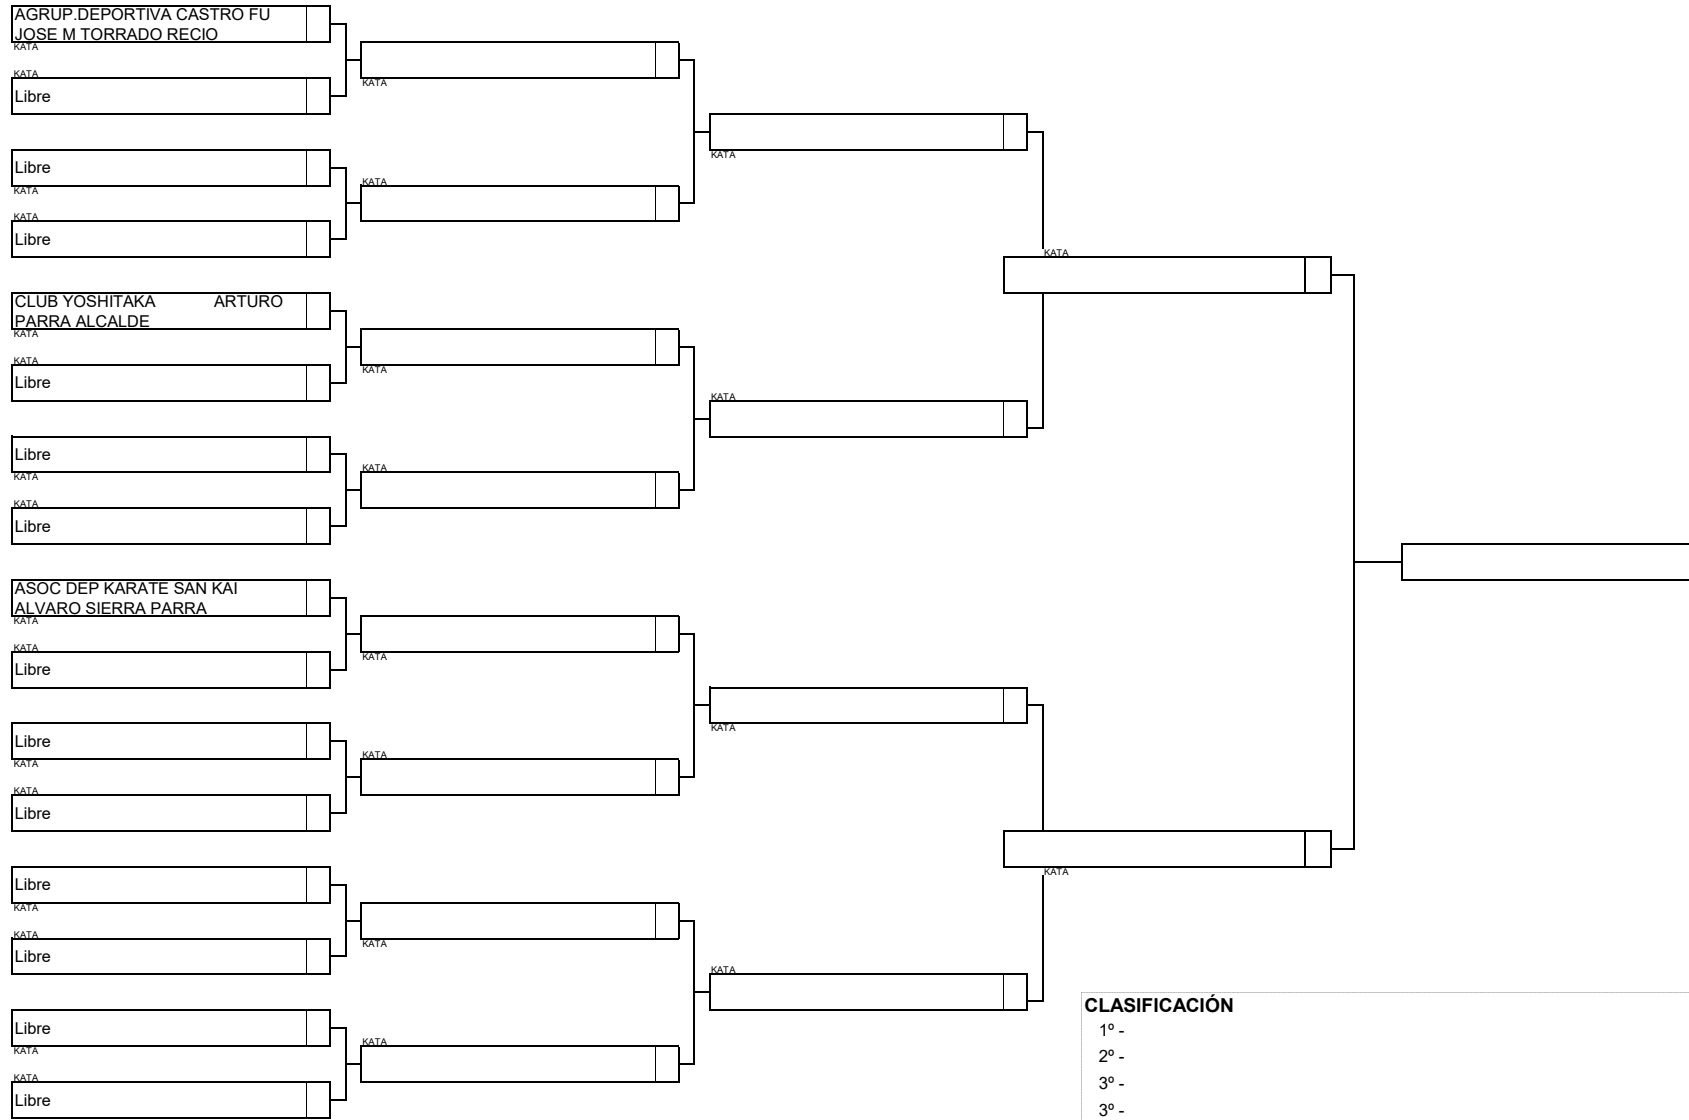 AGRUP.DEPORTIVA CASTRO FU
JOSE M TORRADO RECIO
KATA
KATA
Libre
KATA
Libre
KATA
KATA
Libre
KATA
KATA
CLUB YOSHITAKA ARTURO
PARRA ALCALDE
KATA
KATA
Libre
KATA
Libre
KATA
KATA
Libre
KATA
KATA
KATA
ASOC DEP KARATE SAN KAI
ALVARO SIERRA PARRA
KATA
KATA
Libre
KATA
Libre
KATA
KATA
Libre
KATA
KATA
Libre
KATA
KATA
Libre
KATA
Libre
KATA
KATA
Libre
KATA
KATA
KATA
CLASIFICACIÓN
1º -
2º -
3º -
3º -